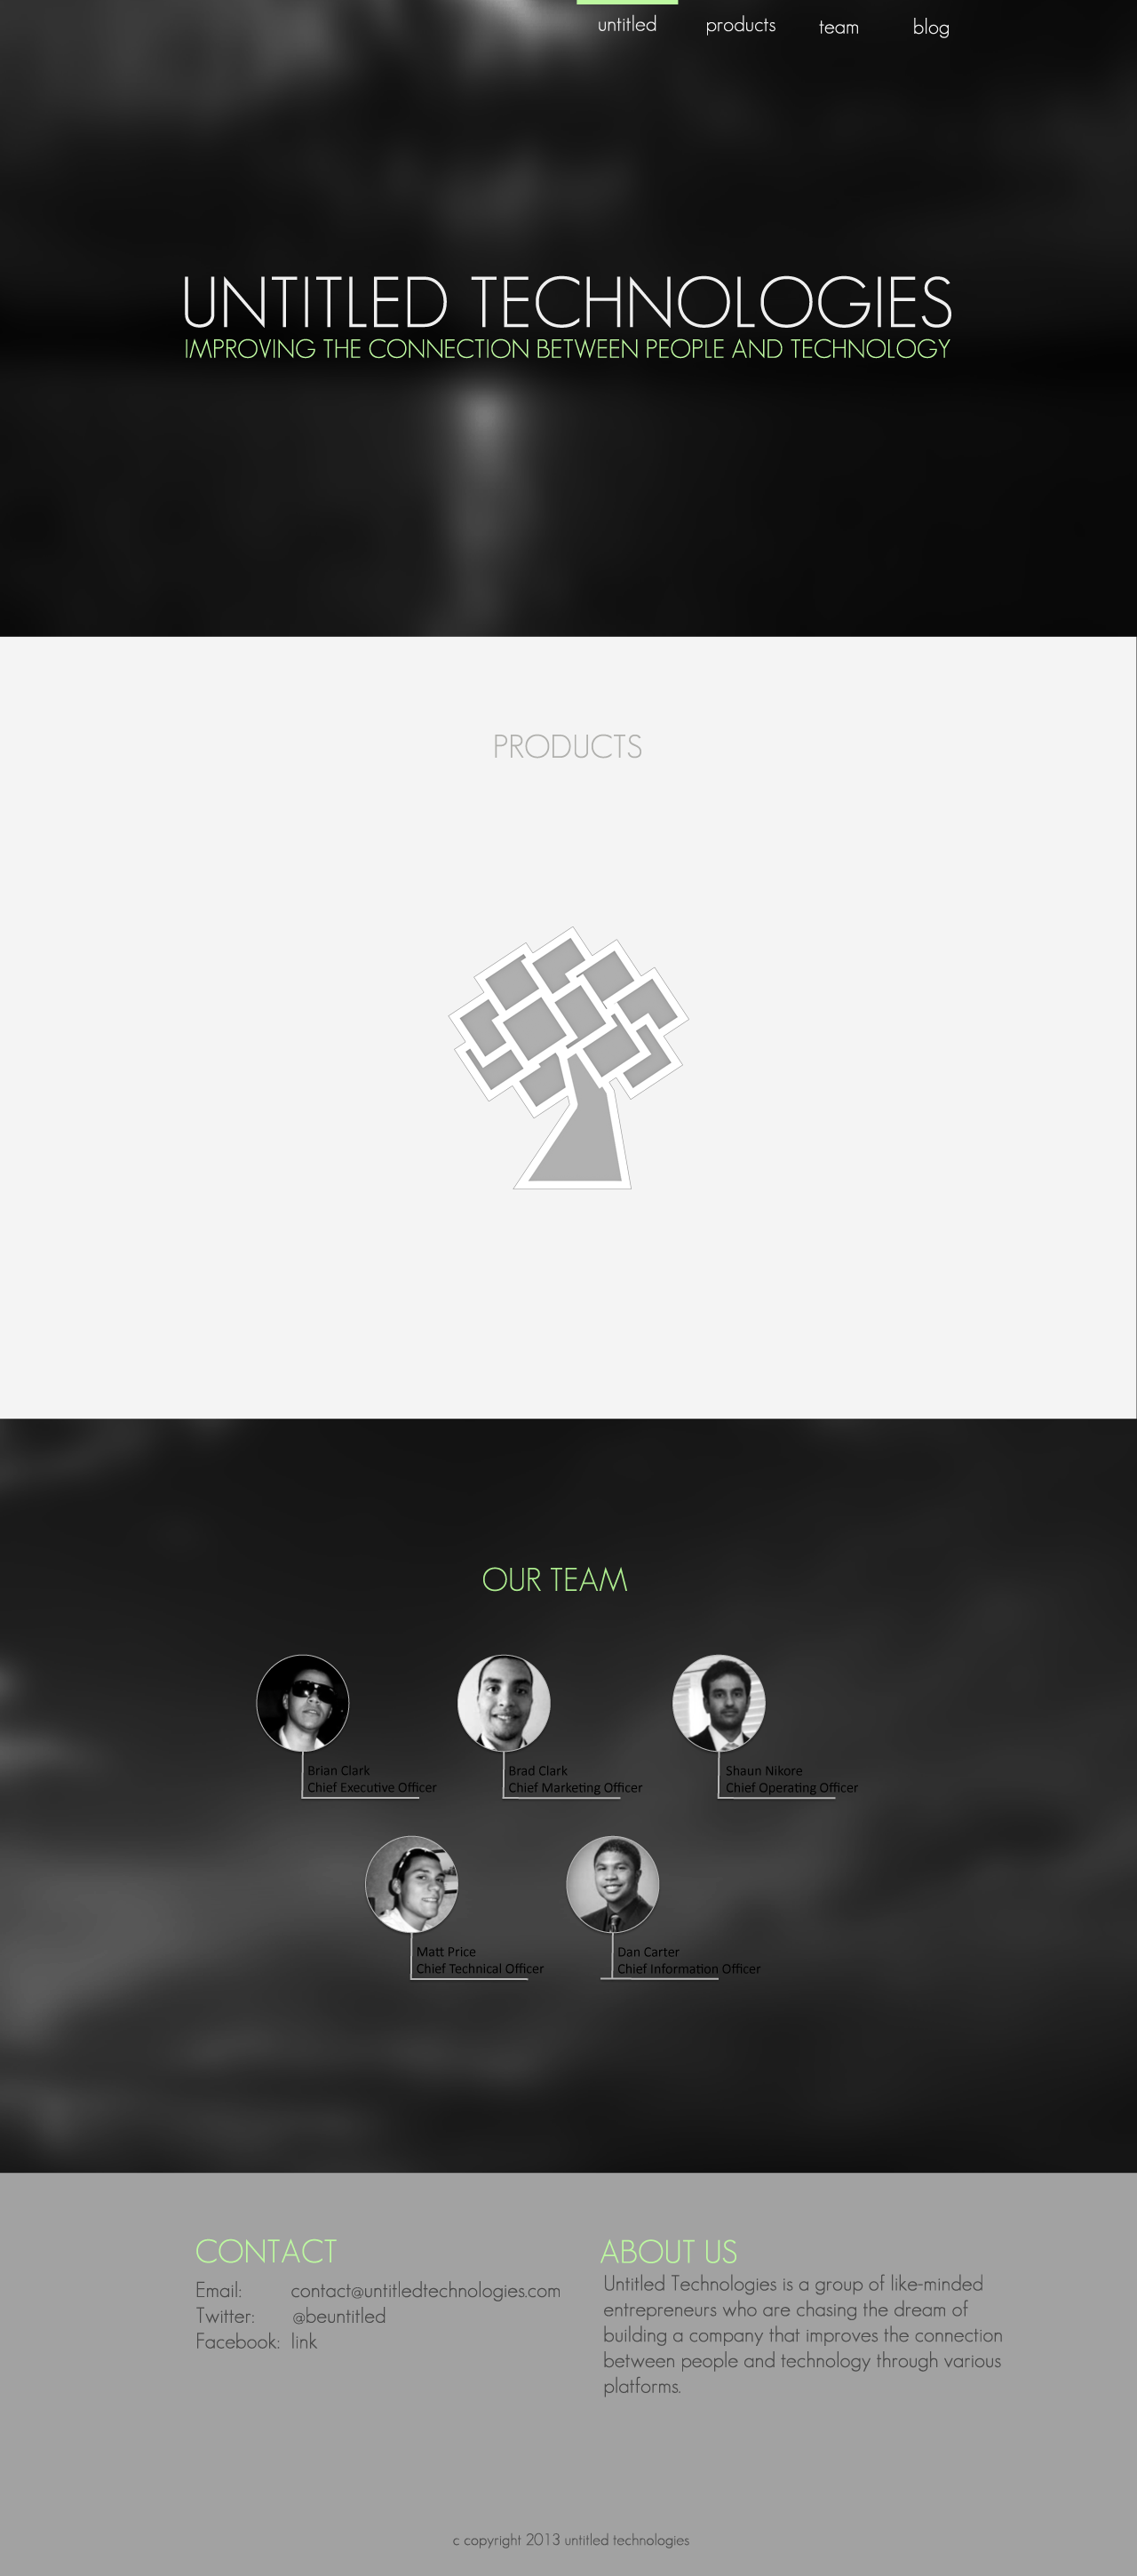 untitled products team blog
UNTITLED TECHNOLOGIES
IMPROVING THE CONNECTION BETWEEN PEOPLE AND TECHNOLOGY
PRODUCTS
OUR TEAM
Brian Clark
Chief Executive Officer
Brad Clark
Chief Marketing Officer
Shaun Nikore
Chief Operating Officer
Matt Price
Chief Technical Officer
Dan Carter
Chief Information Officer
CONTACT
Email: contact@untitledtechnologies.com
Twitter: @beuntitled
Facebook: link
ABOUT US
Untitled Technologies is a group of like-minded
entrepreneurs who are chasing the dream of
building a company that improves the connection
between people and technology through various
platforms.
c copyright 2013 untitled technologies